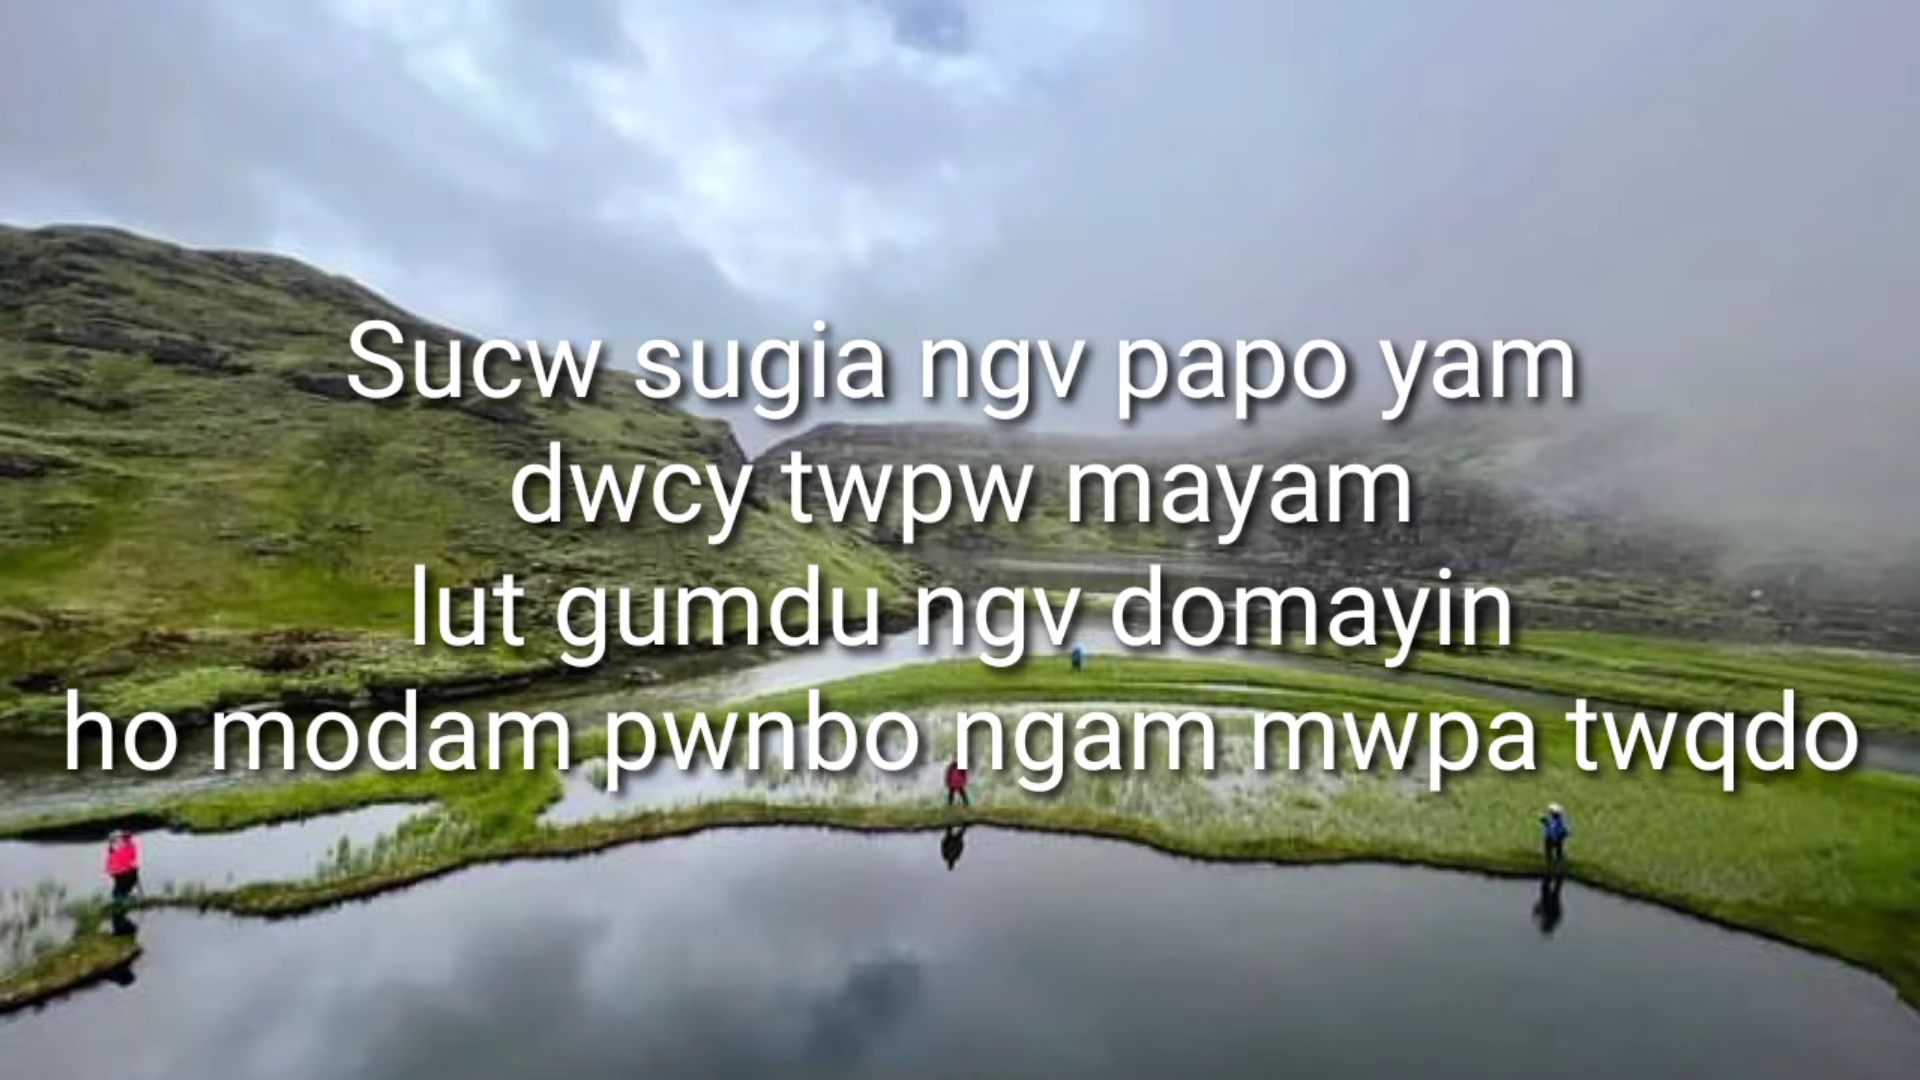 Sucw sugia ngv papo yam
dwcy twpw mayam
lut gumdu ngv domayin
ho modam pwnbo ngam mwpa twqdo